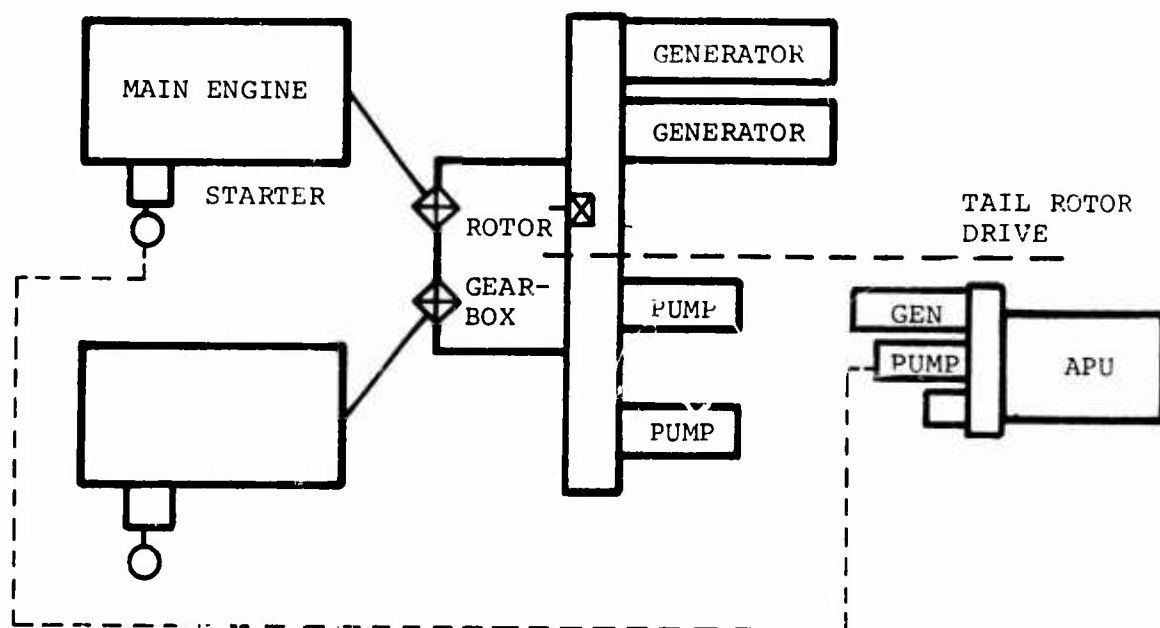 MAIN ENGINE
STARTER
ROTOR
GEAR-
BOX
GENERATOR
GENERATOR
TAIL ROTOR
DRIVE
PUMP
PUMP
GEN
PUMP
APU